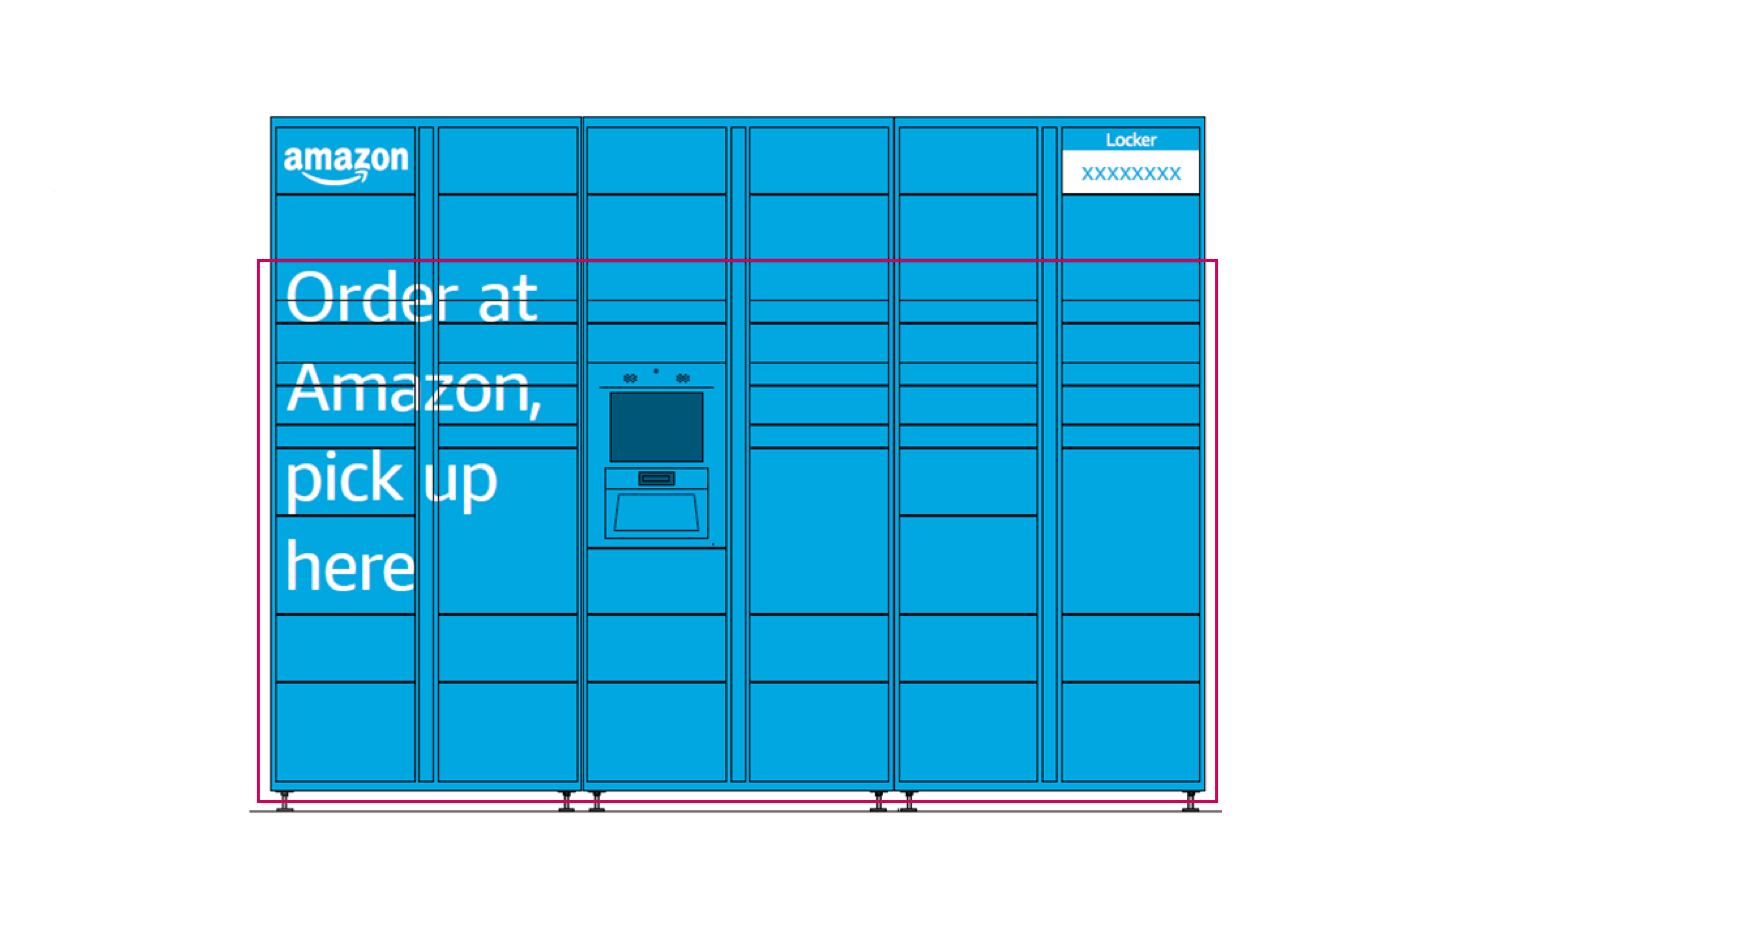 amazon
Locker
xxxxxxxx
Order at
Amazon,
pick up
here